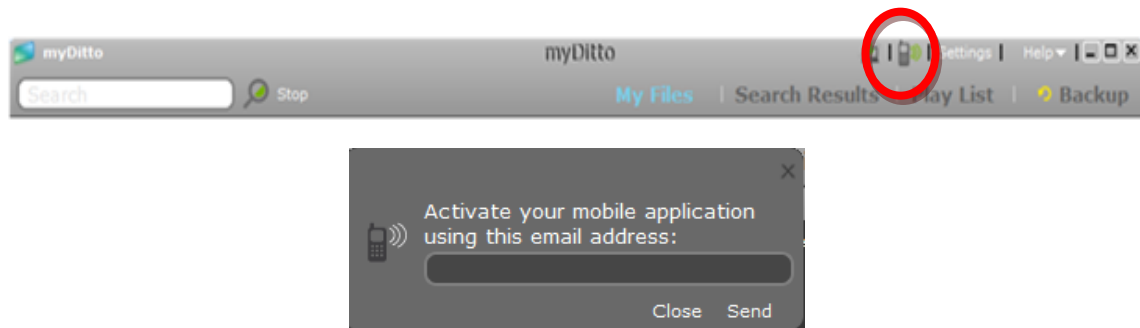 myDitto
myDitto
Settings
Help
Search
Stop
My Files
Search Results
Play List
Backup
Activate your mobile application
using this email address:
Close Send